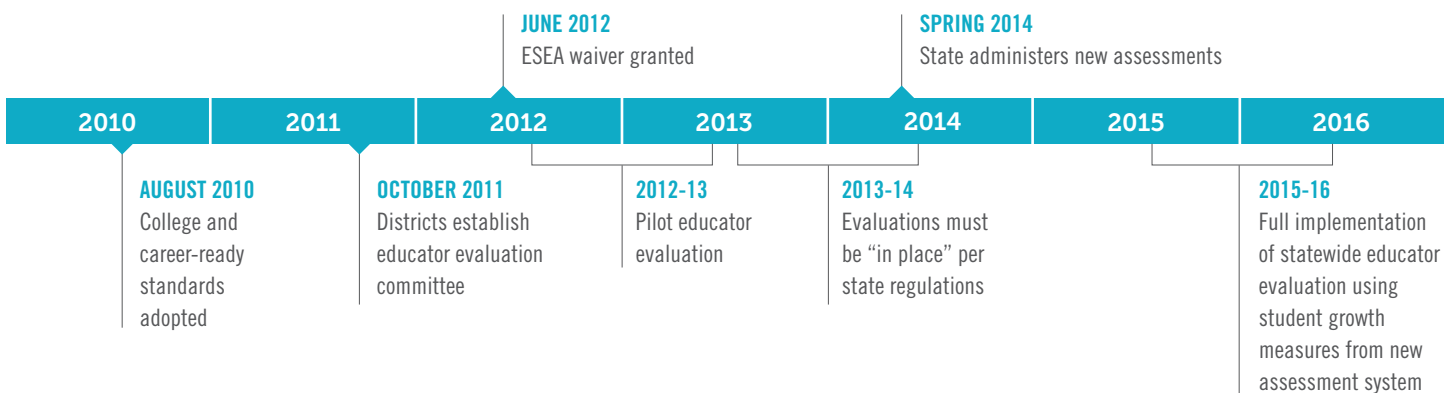 JUNE 2012
ESEA waiver granted
SPRING 2014
State administers new assessments
2010
2011
2012
2013
2014
2015
2016
AUGUST 2010
College and
career-ready
standards
adopted
OCTOBER 2011
Districts establish
educator evaluation
committee
2012-13
Pilot educator
evaluation
2013-14
Evaluations must
be “in place” per
state regulations
2015-16
Full implementation
of statewide educator
evaluation using
student growth
measures from new
assessment system